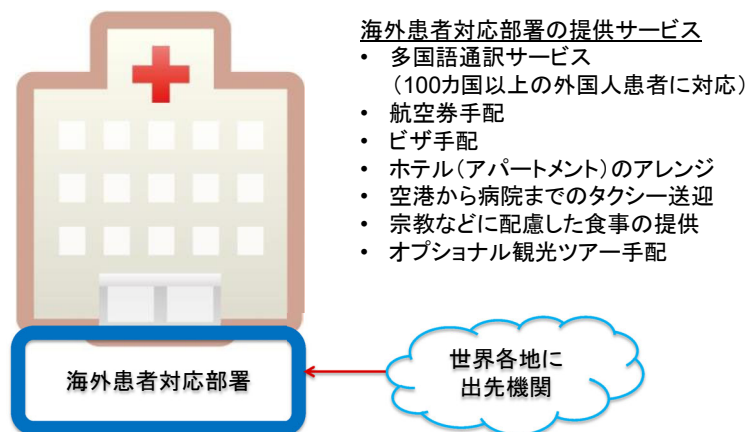 海外患者対応部署の提供サービス
• 多国語通訳サービス
（100カ国以上の外国人患者に対応）
• 航空券手配
• ビザ手配
• ホテル（アパートメント）のアレンジ
• 空港から病院までのタクシー送迎
• 宗教などに配慮した食事の提供
• オプショナル観光ツアー手配
海外患者対応部署
世界各地に
出先機関